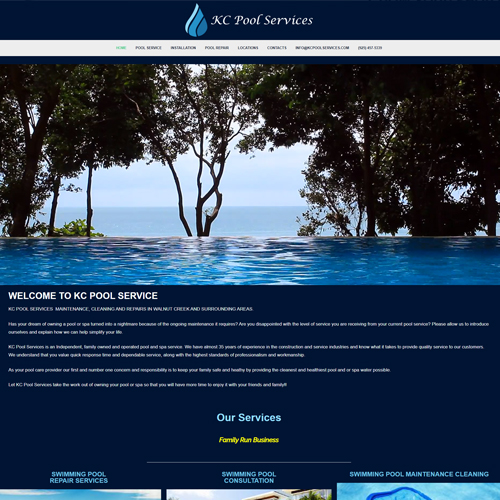 KC Pool Services
HOME POOL SERVICE INSTALLATION POOL REPAIR LOCATIONS CONTACTS INFO@KCPOOLSERVICES.COM (925) 457 5339
WELCOME TO KC POOL SERVICE
KC POOL SERVICES MAINTENANCE, CLEANING AND REPAIRS IN WALNUT CREEK AND SURROUNDING AREAS.
Has your dream of owning a pool or spa turned into a nightmare because of the ongoing maintenance it requires? Are you disappointed with the level of service you are receiving from your current pool service? Please allow us to introduce
ourselves and explain how we can help simplify your life.
KC Pool Services is an Independent, family owned and operated pool and spa service. We have almost 35 years of experience in the construction and service industries and know what it takes to provide quality service to our customers.
We understand that you value quick response time and dependable service, along with the highest standards of professionalism and workmanship.
As your pool care provider our first and number one concern and responsibility is to keep your family safe and healthy by providing the cleanest and healthiest pool and or spa water possible.
Let KC Pool Services take the work out of owning your pool or spa so that you will have more time to enjoy it with your friends and family!!
Our Services
Family Run Business
SWIMMING POOL
REPAIR SERVICES
SWIMMING POOL
CONSULTATION
SWIMMING POOL MAINTENANCE CLEANING